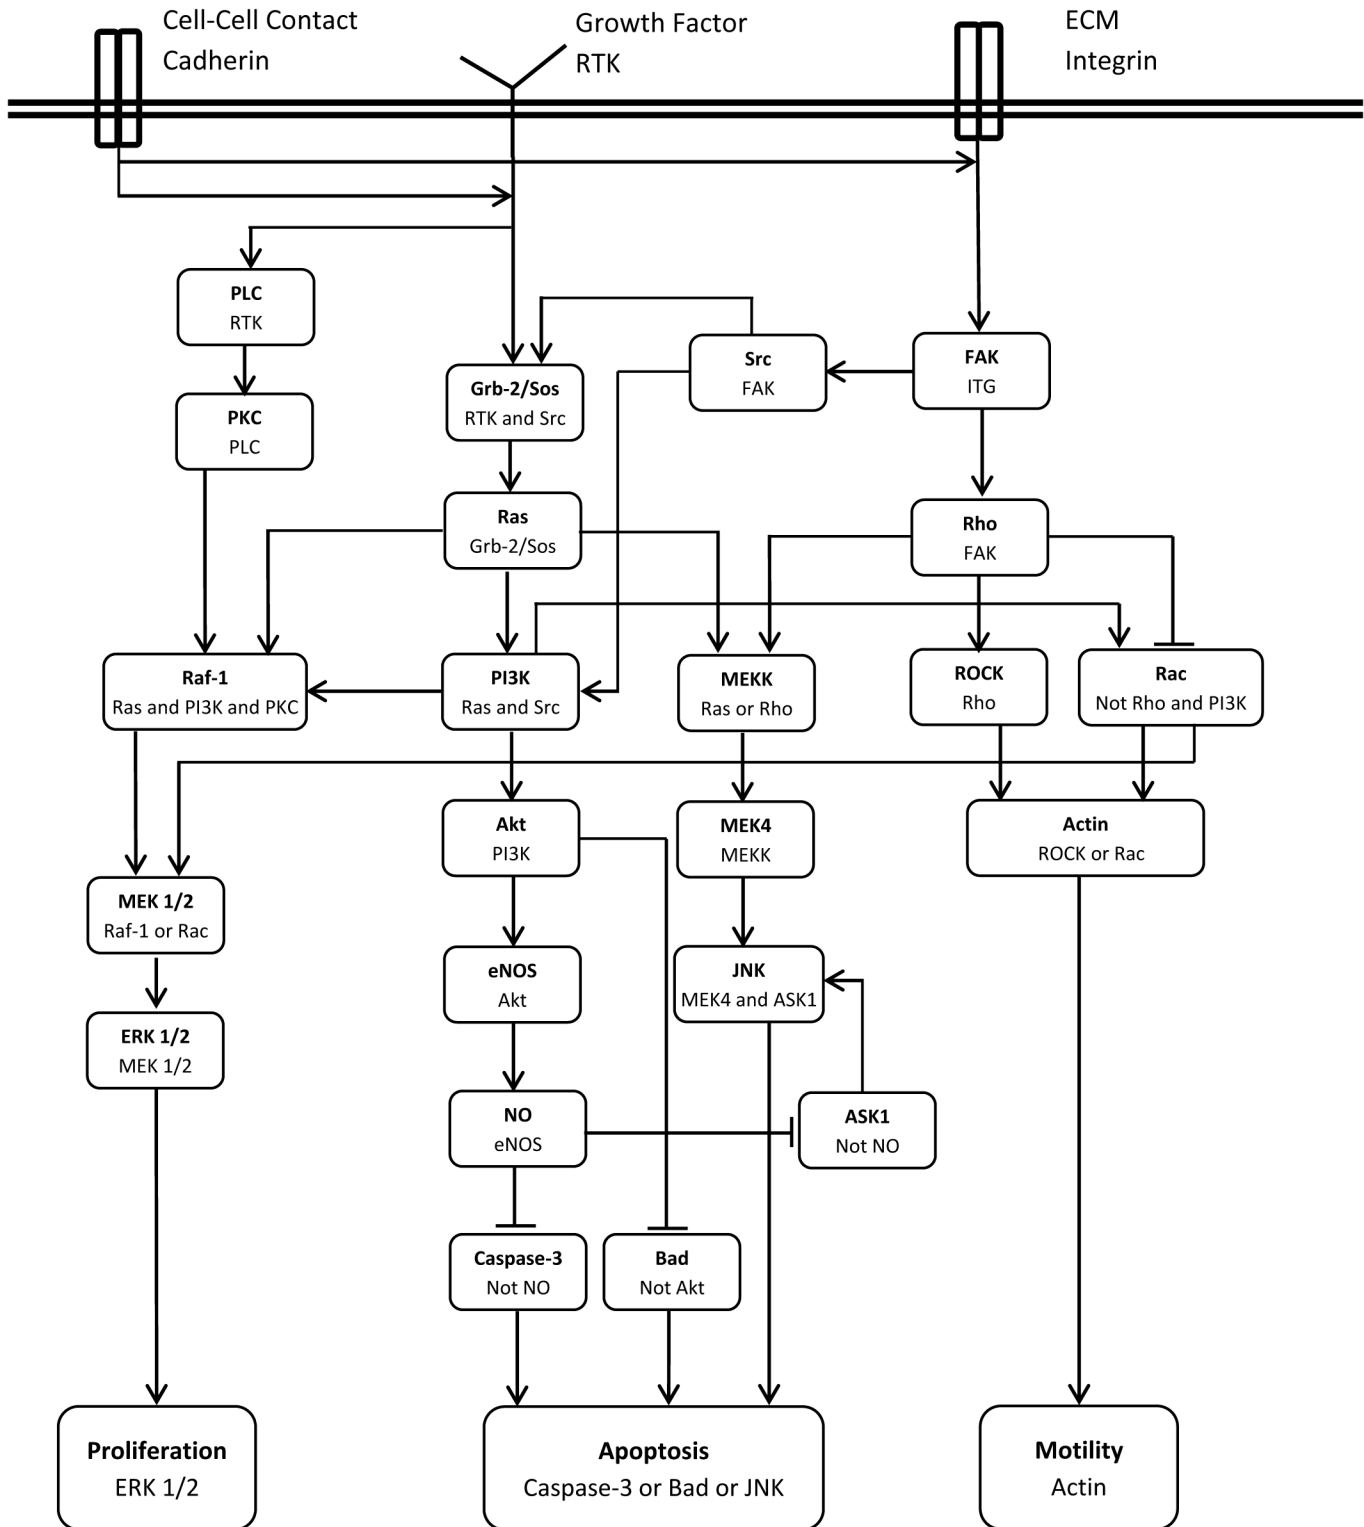 Cell-Cell Contact
Cadherin
Growth Factor
RTK
ECM
Integrin
PLC
RTK
Src
FAK
FAK
ITG
Grb-2/Sos
RTK and Src
PKC
PLC
Ras
Grb-2/Sos
Rho
FAK
Raf-1
Ras and PI3K and PKC
PI3K
Ras and Src
MEKK
Ras or Rho
ROCK
Rho
Rac
Not Rho and PI3K
Akt
PI3K
MEK4
MEKK
Actin
ROCK or Rac
MEK 1/2
Raf-1 or Rac
eNOS
Akt
JNK
MEK4 and ASK1
ERK 1/2
MEK 1/2
NO
eNOS
ASK1
Not NO
Caspase-3
Not NO
Bad
Not Akt
Proliferation
ERK 1/2
Apoptosis
Caspase-3 or Bad or JNK
Motility
Actin